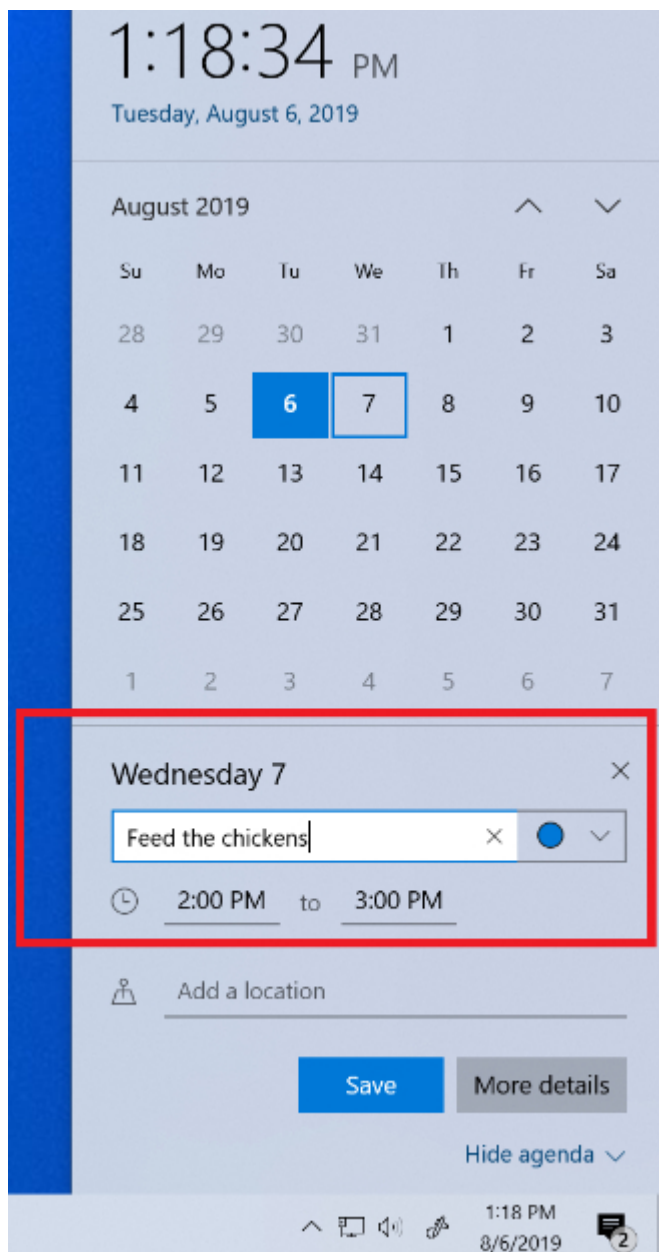 1:18:34 PM
Tuesday, August 6, 2019
August 2019
Su Mo Tu We Th Fr Sa
28 29 30 31 1 2 3
4 5 6 7 8 9 10
11 12 13 14 15 16 17
18 19 20 21 22 23 24
25 26 27 28 29 30 31
1 2 3 4 5 6 7
Wednesday 7
Feed the chickens
2:00 PM to 3:00 PM
Add a location
Save More details
Hide agenda
1:18 PM
8/6/2019
2